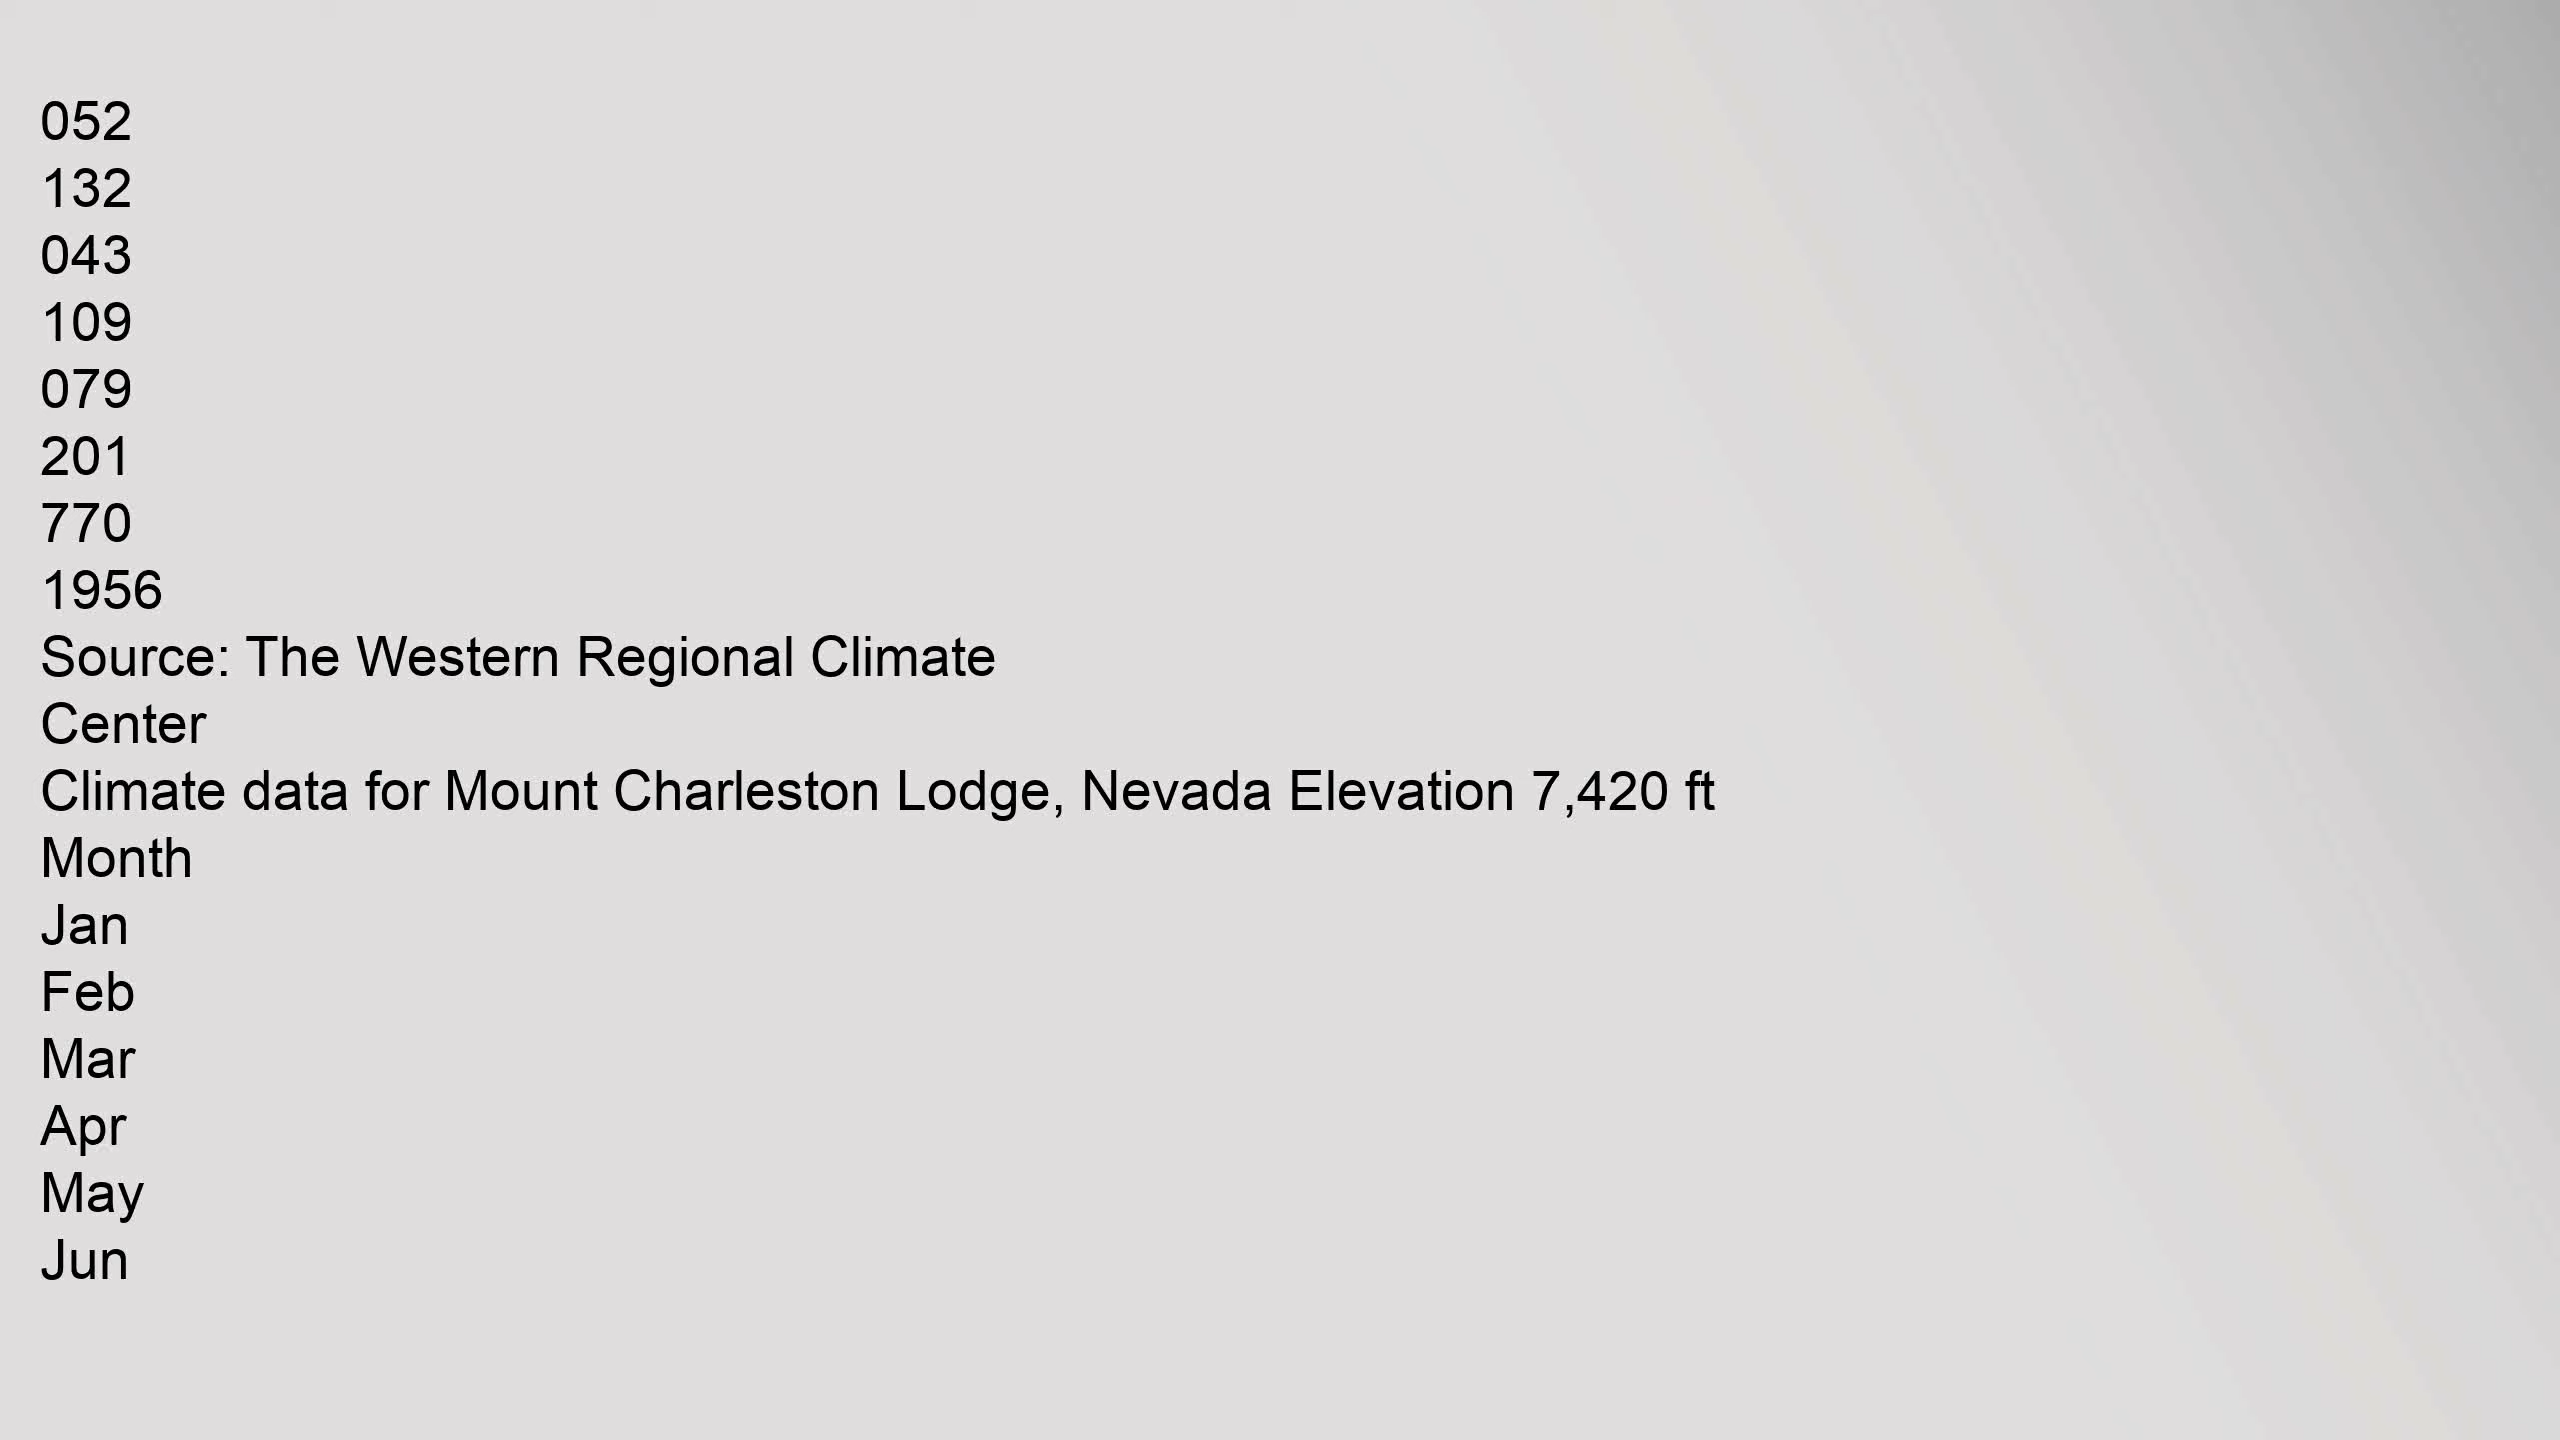 052
132
043
109
079
201
770
1956
Source: The Western Regional Climate
Center
Climate data for Mount Charleston Lodge, Nevada Elevation 7,420 ft
Month
Jan
Feb
Mar
Apr
May
Jun